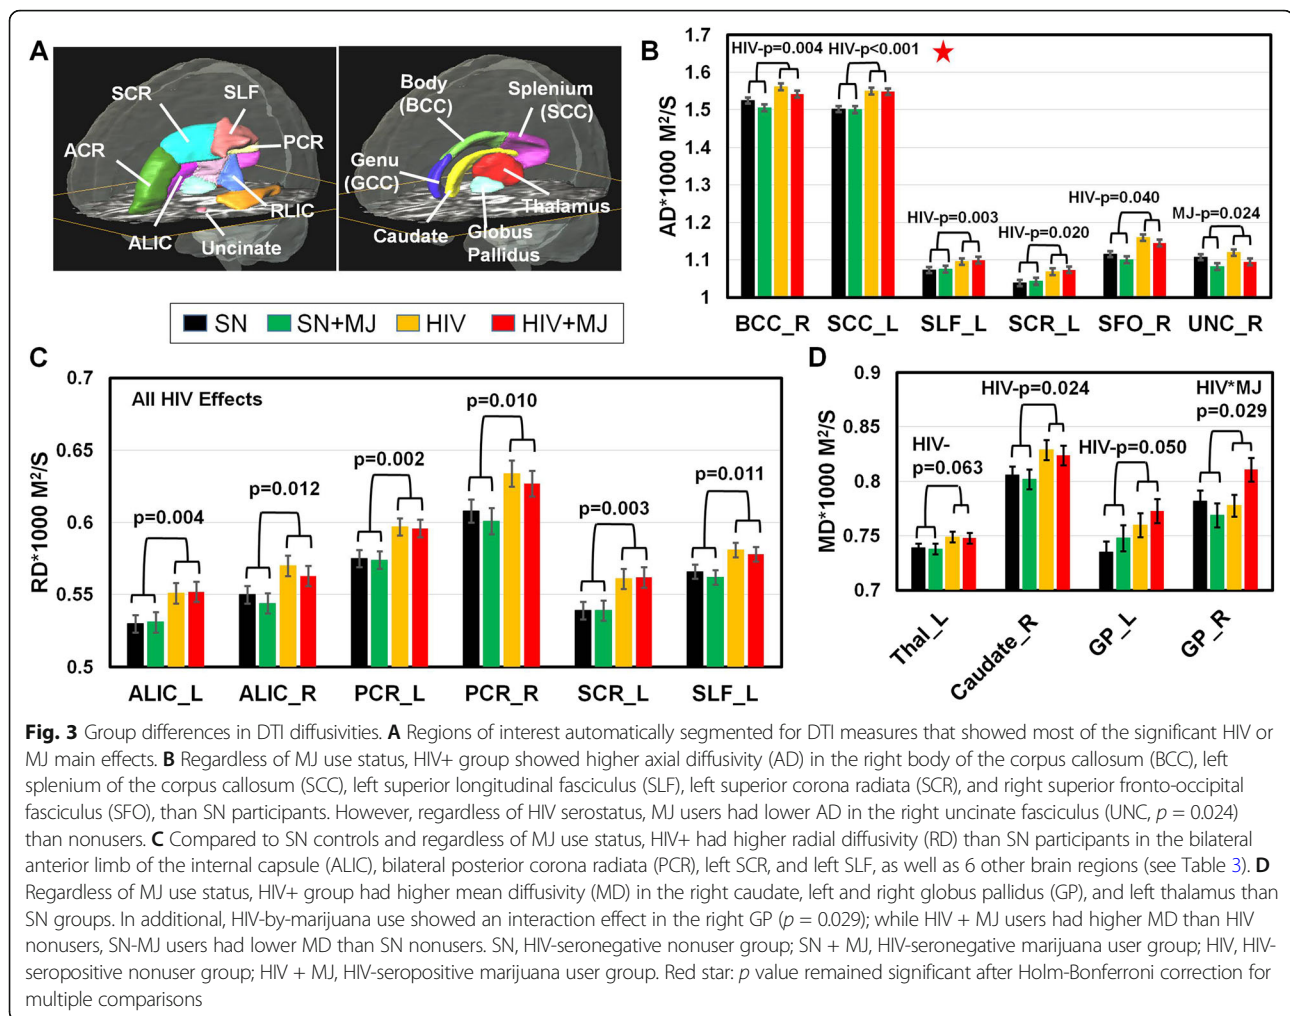 A
SCR
SLF
ACR
PCR
ALIC
RLIC
Uncinate
Body
(BCC)
Splenium
(SCC)
Genu
(GCC)
Caudate
Globus
Pallidus
Thalamus
SN SN+MJ HIV HIV+MJ
B
AD*1000 M²/S
1.7
1.6
1.5
1.4
1.3
1.2
1.1
1
HIV-p=0.004
HIV-p<0.001
HIV-p=0.003
HIV-p=0.020
HIV-p=0.040
MJ-p=0.024
BCC_R SCC_L SLF_L SCR_L SFO_R UNC_R
C
RD*1000 M²/S
0.7
0.65
0.6
0.55
0.5
All HIV Effects
p=0.004
p=0.012
p=0.002
p=0.010
p=0.003
p=0.011
ALIC_L ALIC_R PCR_L PCR_R SCR_L SLF_L
D
MD*1000 M²/S
0.9
0.85
0.8
0.75
0.7
HIV-
p=0.063
HIV-p=0.024
HIV-p=0.050
HIV*MJ
p=0.029
Thal_L Caudate_R GP_L GP_R
Fig. 3 Group differences in DTI diffusivities. A Regions of interest automatically segmented for DTI measures that showed most of the significant HIV or
MJ main effects. B Regardless of MJ use status, HIV+ group showed higher axial diffusivity (AD) in the right body of the corpus callosum (BCC), left
splenium of the corpus callosum (SCC), left superior longitudinal fasciculus (SLF), left superior corona radiata (SCR), and right superior fronto-occipital
fasciculus (SFO), than SN participants. However, regardless of HIV serostatus, MJ users had lower AD in the right uncinate fasciculus (UNC, p = 0.024)
than nonusers. C Compared to SN controls and regardless of MJ use status, HIV+ had higher radial diffusivity (RD) than SN participants in the bilateral
anterior limb of the internal capsule (ALIC), bilateral posterior corona radiata (PCR), left SCR, and left SLF, as well as 6 other brain regions (see Table 3). D
Regardless of MJ use status, HIV+ group had higher mean diffusivity (MD) in the right caudate, left and right globus pallidus (GP), and left thalamus than
SN groups. In additional, HIV-by-marijuana use showed an interaction effect in the right GP (p = 0.029); while HIV + MJ users had higher MD than HIV
nonusers, SN-MJ users had lower MD than SN nonusers. SN, HIV-seronegative nonuser group; SN + MJ, HIV-seronegative marijuana user group; HIV, HIV-
seropositive nonuser group; HIV + MJ, HIV-seropositive marijuana user group. Red star: p value remained significant after Holm-Bonferroni correction for
multiple comparisons